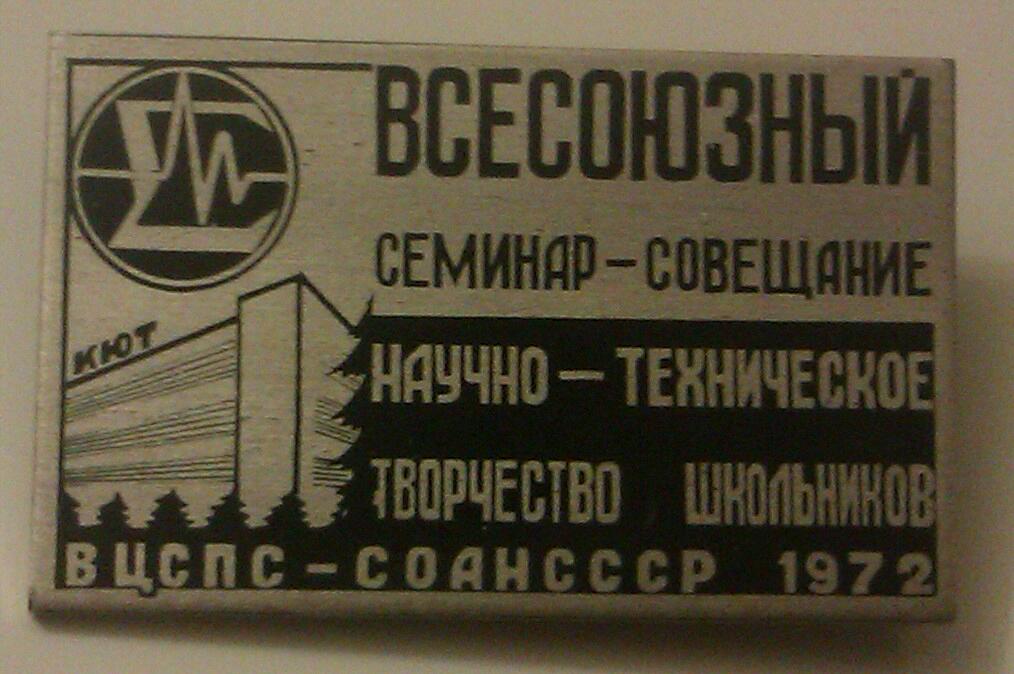 ВСЕСОЮЗНЫЙ
СЕМИНАР-СОВЕЩАНИЕ
КЮТ
НАУЧНО-ТЕХНИЧЕСКОЕ
ТВОРЧЕСТВО ШКОЛЬНИКОВ
ВЦСПС-СОАНСССР 1972